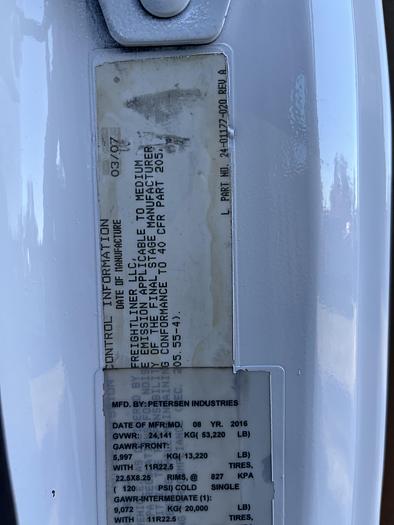 CONTROL INFORMATION
DATE OF MANUFACTURE 03/07
FREIGHTLINER LLC,
EMISSION APPLICABLE TO MEDIUM
OF THE FINAL STAGE MANUFACTURER
CONFORMANCE TO 40 CFR PART 205,
205.55-4).
L PART NO. 24-01177-020 REV A
MFD. BY: PETERSEN INDUSTRIES
DATE OF MFR:MO. 08 YR. 2016
GVWR: 24,141 KG( 53,220 LB)
GAWR-FRONT:
5,997 KG( 13,220 LB)
WITH 11R22.5 TIRES,
22.5X8.25 RIMS, @ 827 KPA
( 120 PSI) COLD SINGLE
GAWR-INTERMEDIATE (1):
9,072 KG( 20,000 LB)
WITH 11R22.5 TIRES,